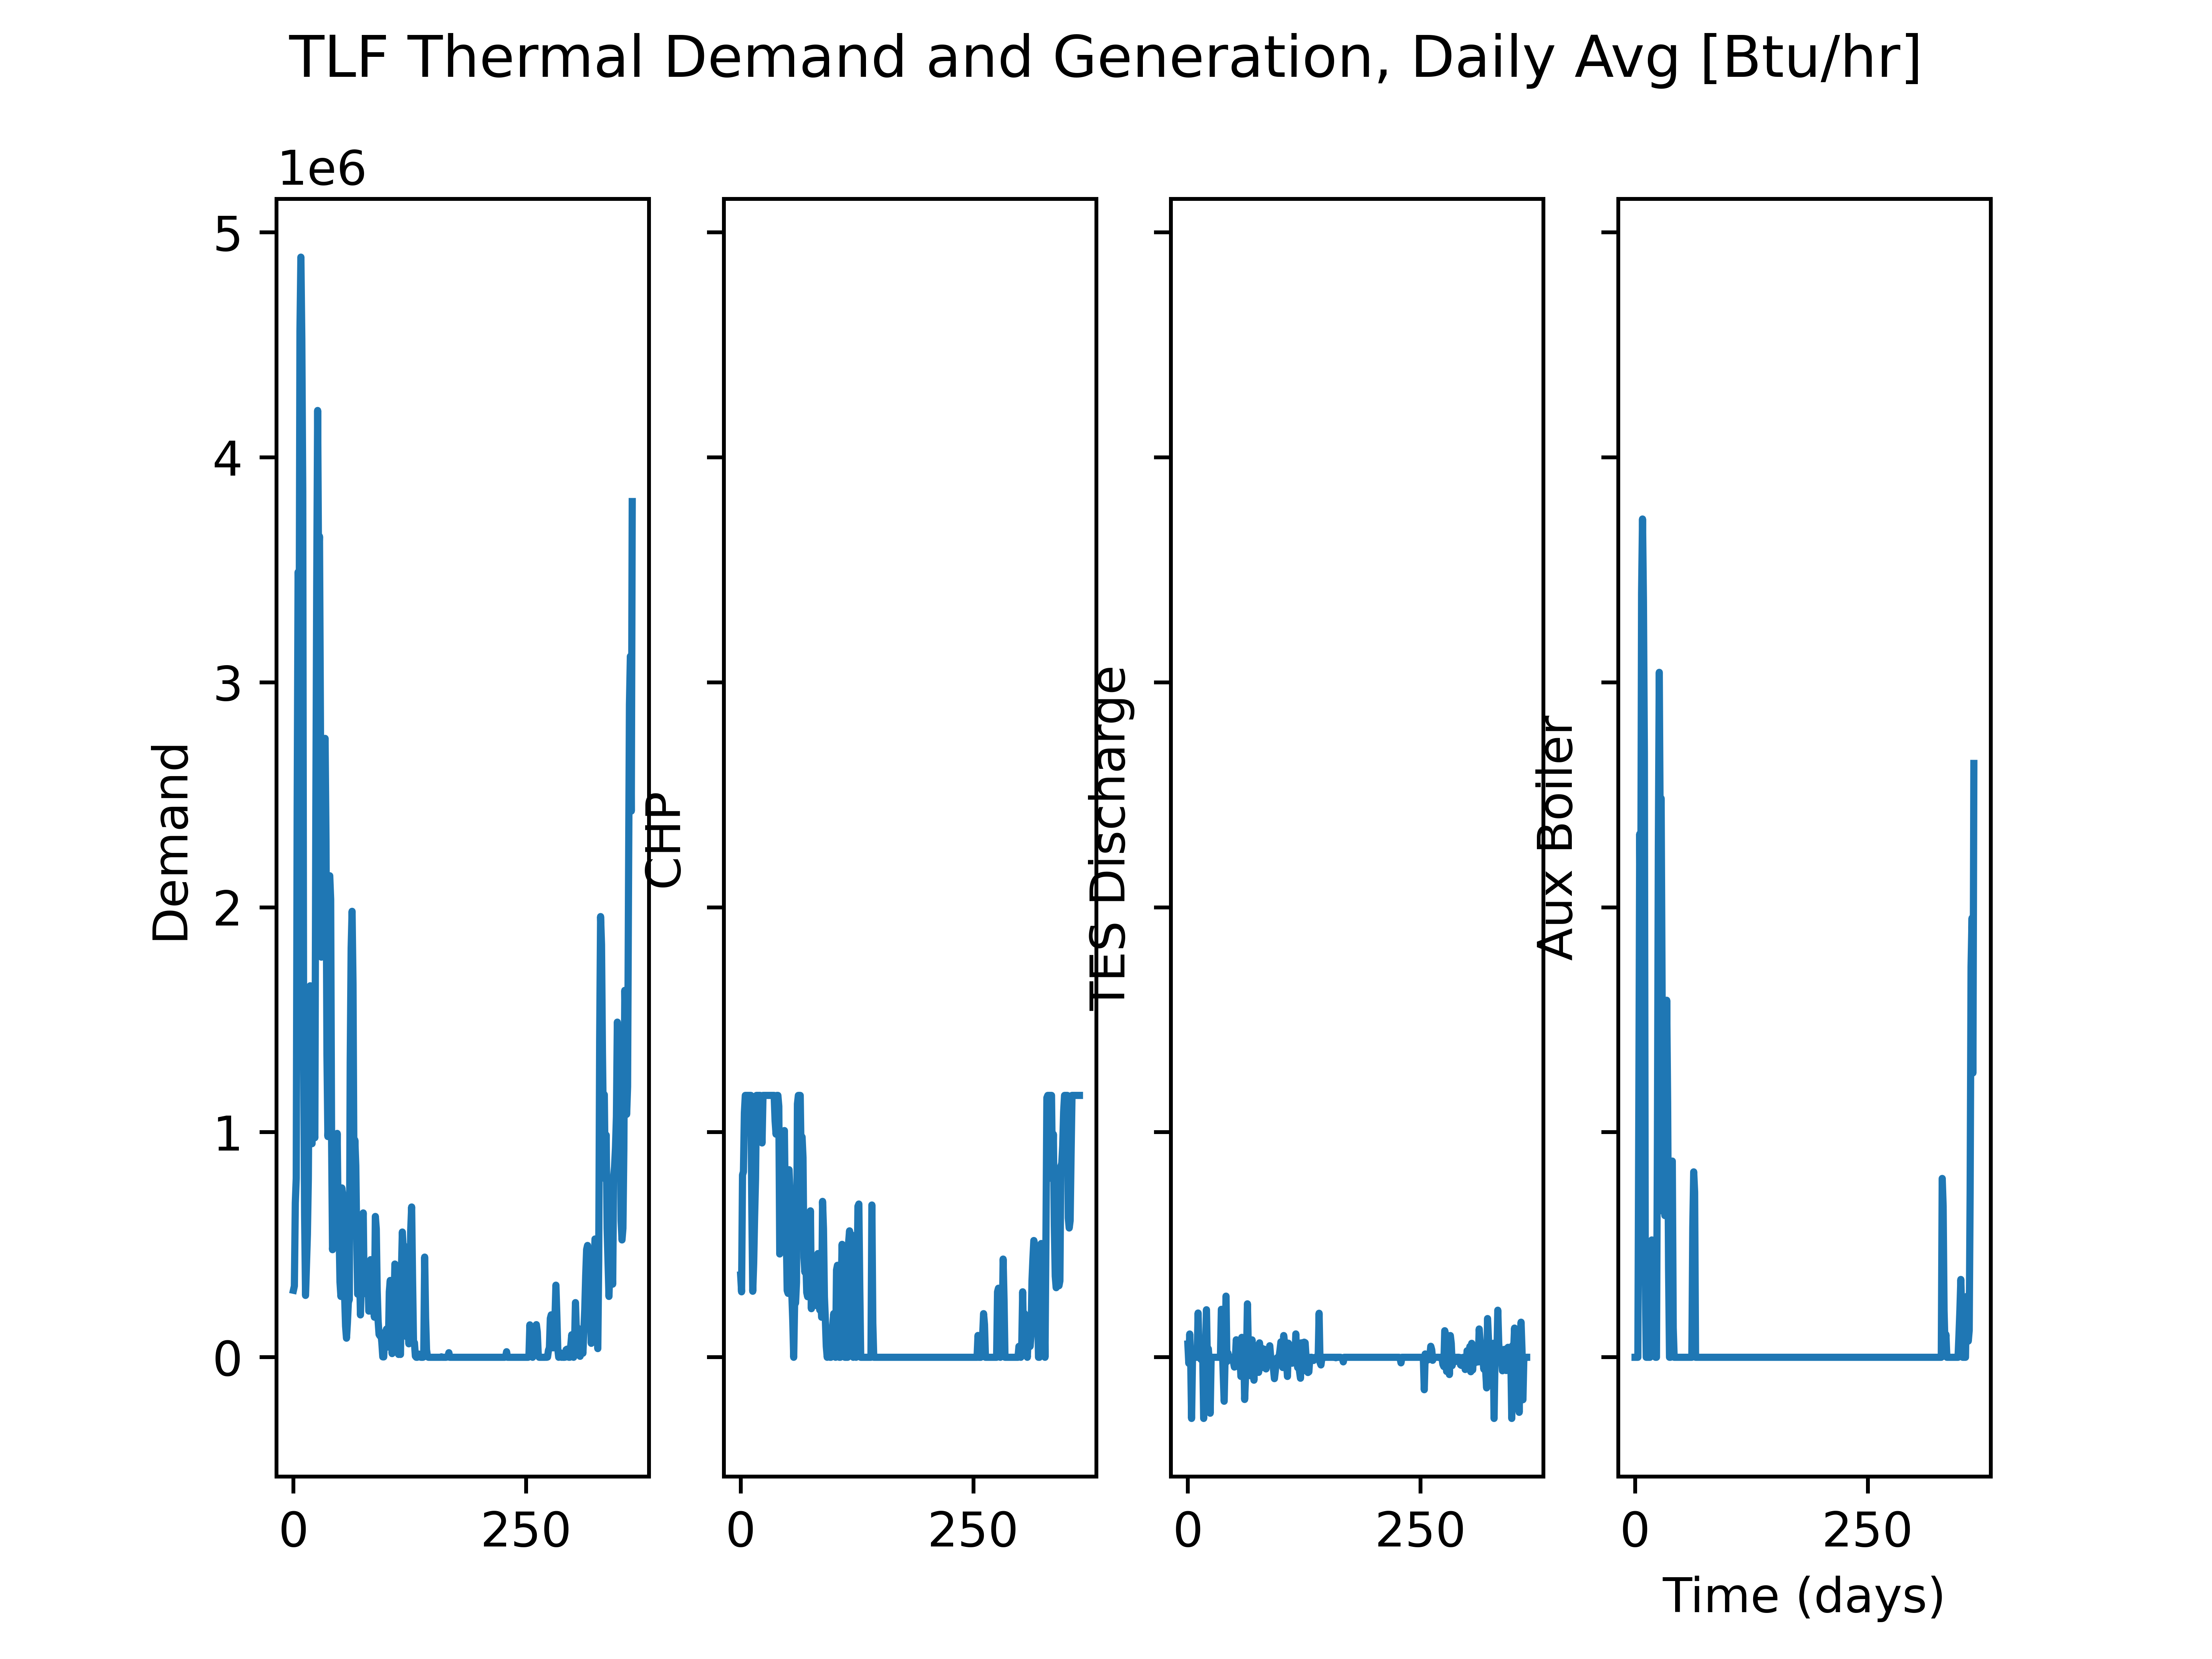 TLF Thermal Demand and Generation, Daily Avg [Btu/hr]
1e6
5
4
3
2
1
0
Demand
0 250
CHP
0 250
TES Discharge
0 250
Aux Boiler
0 250
Time (days)